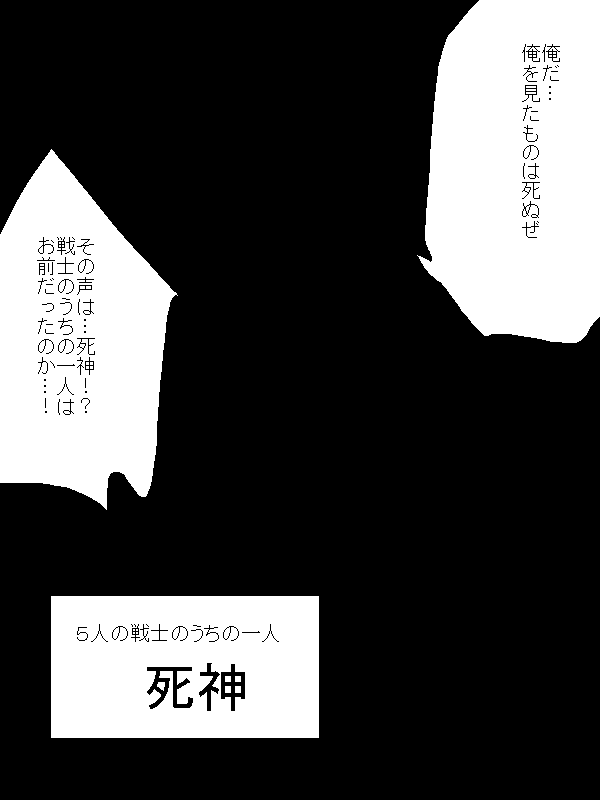 俺だ…
俺を見たものは死ぬぜ
その声は…死神！？
戦士のうちの一人は
お前だったのか…！
５人の戦士のうちの一人
死神